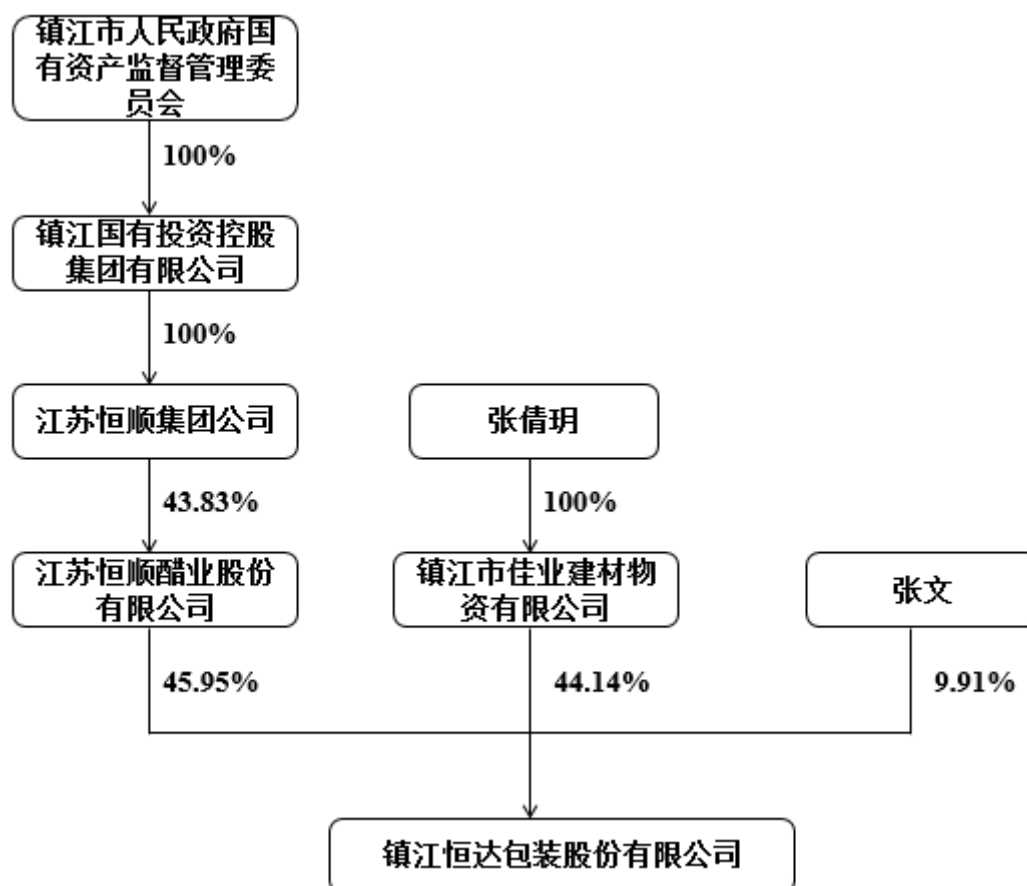 镇江市人民政府国
有资产监督管理委
员会
100%
镇江国有投资控股
集团有限公司
100%
江苏恒顺集团公司
张倩玥
43.83%
100%
江苏恒顺醋业股份
有限公司
镇江市佳业建材物
资有限公司
张文
45.95%
44.14%
9.91%
镇江恒达包装股份有限公司